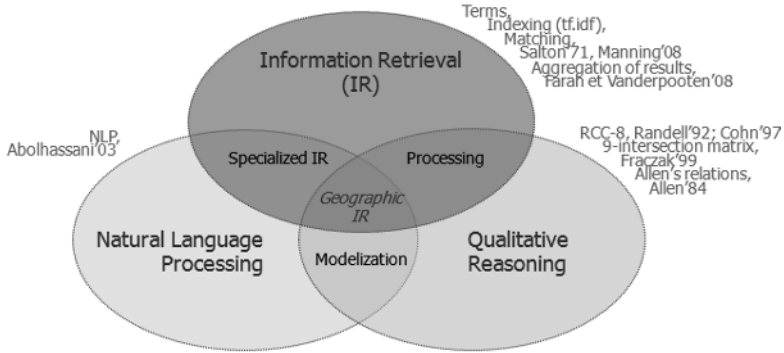 Terms,
Indexing (tf.idf),
Matching,
Salton'71, Manning'08
Aggregation of results,
Farah et Vanderpooten'08
Information Retrieval
(IR)
NLP,
Abolhassani'03
RCC-8, Randell'92; Cohn'97
9-intersection matrix,
Fraczak'99
Allen's relations,
Allen'84
Specialized IR
Processing
Geographic
IR
Natural Language
Processing
Qualitative
Reasoning
Modelization